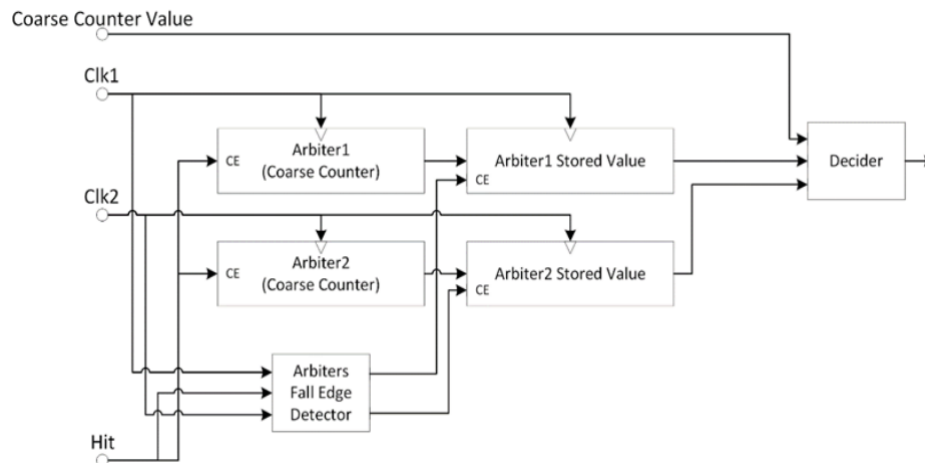 Coarse Counter Value
Clk1
CE
Arbiter1
(Coarse Counter)
Arbiter1 Stored Value
CE
Decider
Clk2
CE
Arbiter2
(Coarse Counter)
Arbiter2 Stored Value
CE
Arbiters
Fall Edge
Detector
Hit